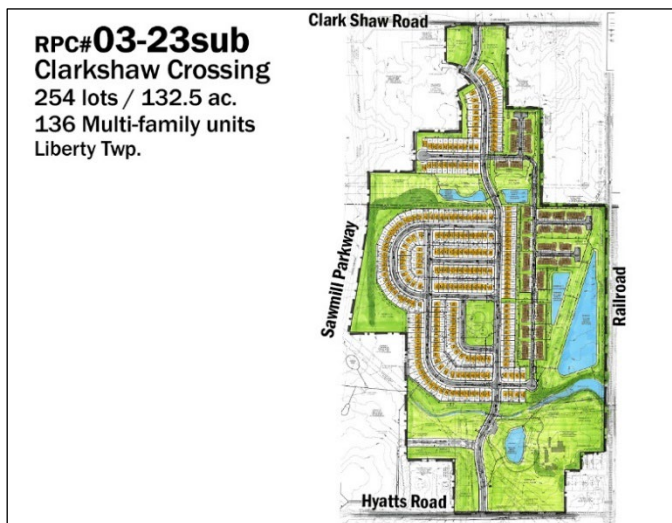 RPC#03-23sub
Clarkshaw Crossing
254 lots / 132.5 ac.
136 Multi-family units
Liberty Twp.
Clark Shaw Road
Sawmill Parkway
Railroad
Hyatts Road